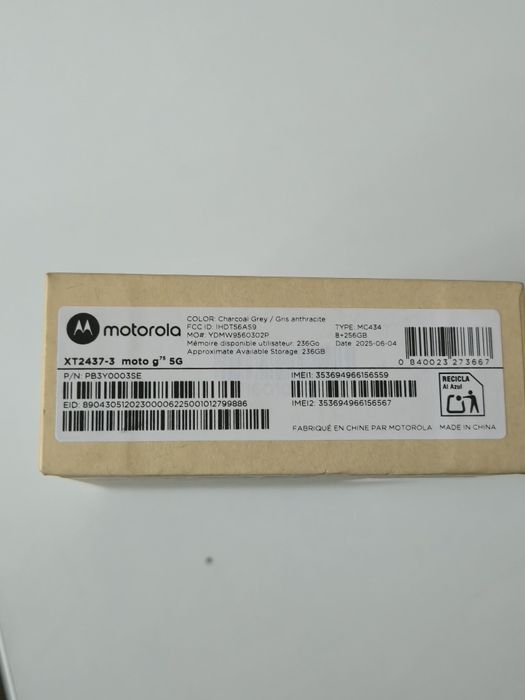 motorola
COLOR: Charcoal Grey / Gris anthracite
FCC ID: IHDT56AS9
MO#: YDMW9560302P
Mémoire disponible utilisateur: 236Go
Approximate Avaiable Storage: 236GB
TYPE: MC434
8+256GB
Date: 2025-06-04
0 840023 273667
XT2437-3 moto g⁷⁵ 5G
P/N: PB3Y0003SE
EID: 89043051202300006225001012799886
IMEI1: 353694966156559
IMEI2: 353694966156567
RECICLA
Al Azul
FABRIQUÉ EN CHINE PAR MOTOROLA MADE IN CHINA